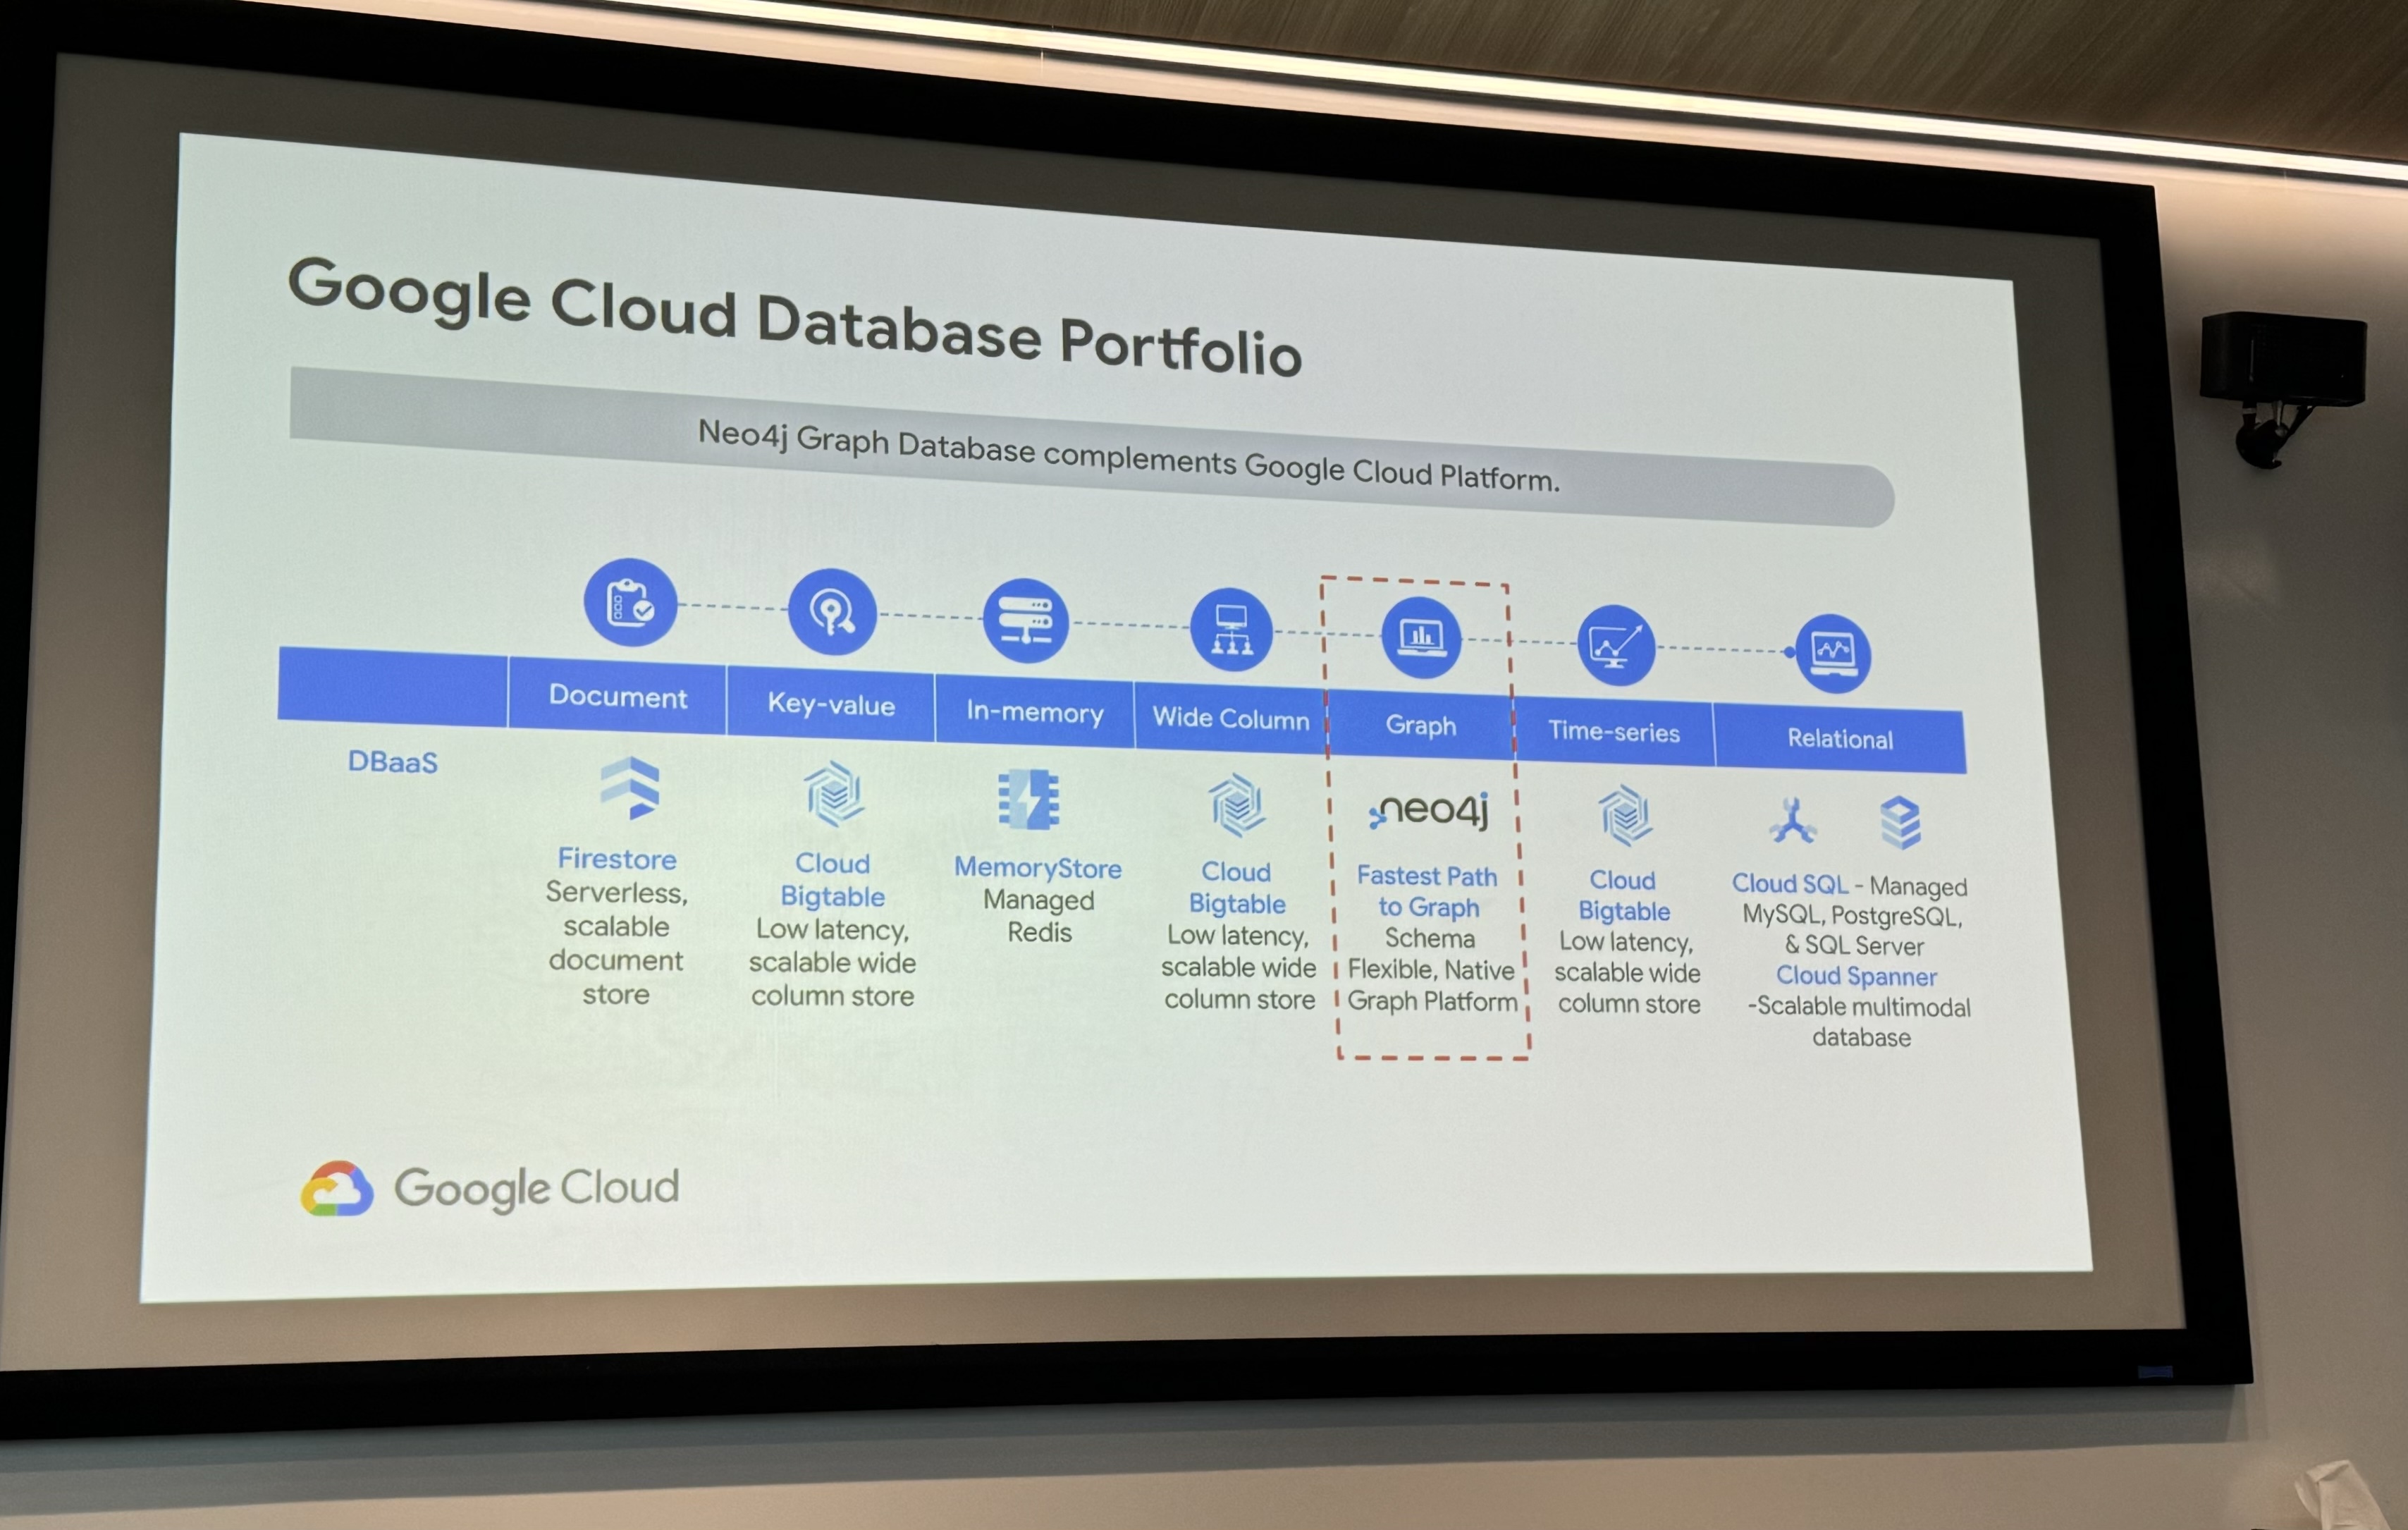 Google Cloud Database Portfolio
Neo4j Graph Database complements Google Cloud Platform.
Document
Key-value
In-memory
Wide Column
Graph
Time-series
Relational
DBaaS
Firestore
Serverless,
scalable
document
store
Cloud
Bigtable
Low latency,
scalable wide
column store
MemoryStore
Managed
Redis
Cloud
Bigtable
Low latency,
scalable wide
column store
neo4j
Fastest Path
to Graph
Schema
Flexible, Native
Graph Platform
Cloud
Bigtable
Low latency,
scalable wide
column store
Cloud SQL - Managed
MySQL, PostgreSQL,
& SQL Server
Cloud Spanner
-Scalable multimodal
database
Google Cloud